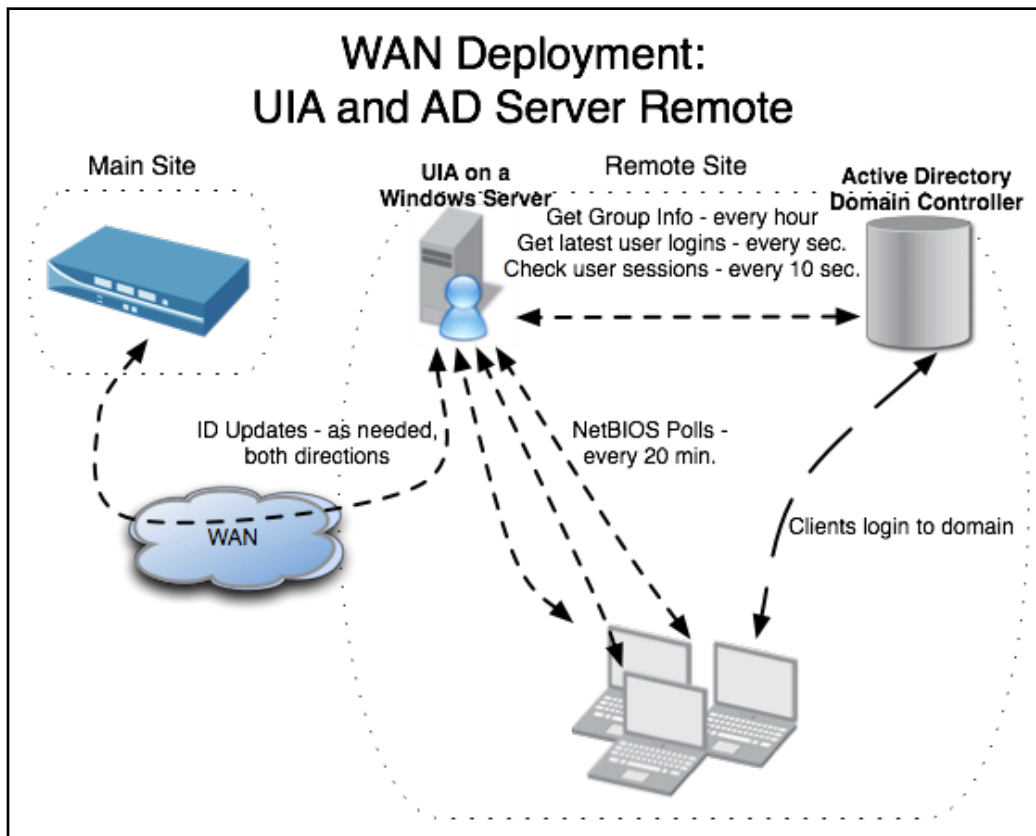 WAN Deployment:
UIA and AD Server Remote
Main Site
UIA on a
Windows Server
Remote Site
Active Directory
Domain Controller
Get Group Info - every hour
Get latest user logins - every sec.
Check user sessions - every 10 sec.
ID Updates - as needed,
both directions
NetBIOS Polls -
every 20 min.
WAN
Clients login to domain